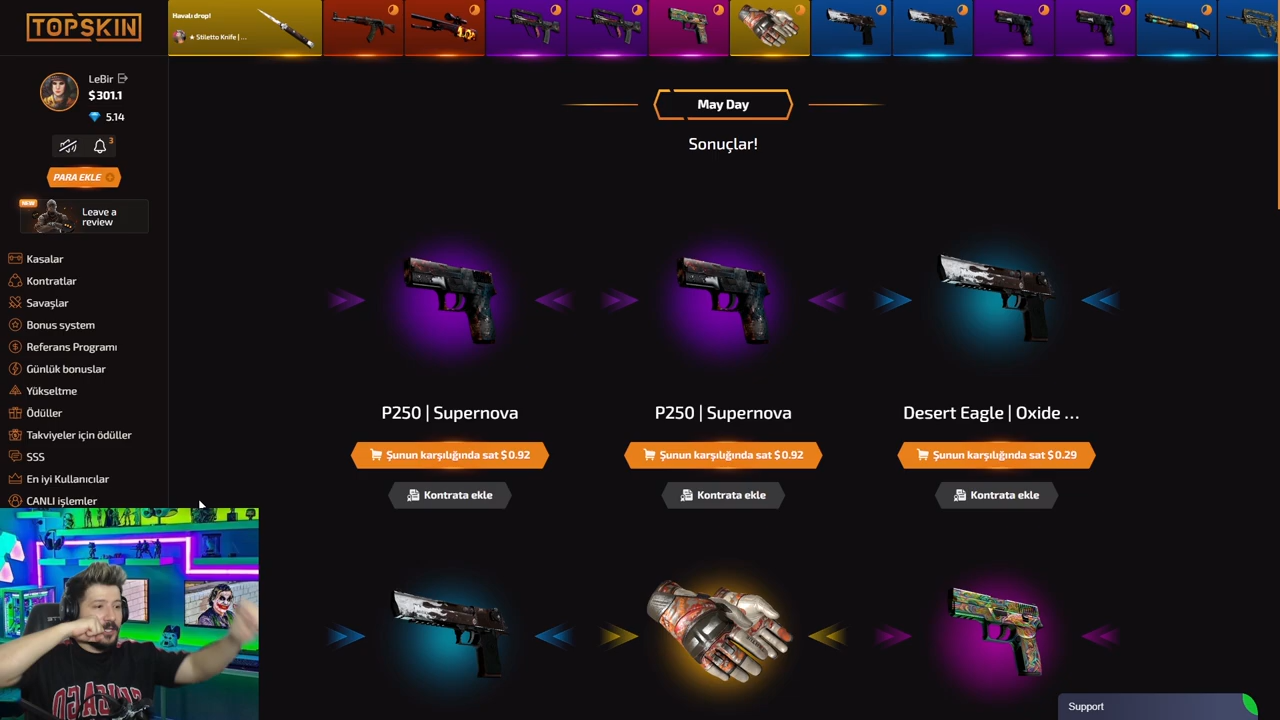 TOPSKIN
Havalı drop!
★ Stiletto Knife | ...
LeBir
$301.1
5.14
3
PARA EKLE
NEW
Leave a
review
Kasalar
Kontratlar
Savaşlar
Bonus system
Referans Programı
Günlük bonuslar
Yükseltme
Ödüller
Takviyeler için ödüller
SSS
En iyi Kullanıcılar
CANLI işlemler
May Day
Sonuçlar!
P250 | Supernova
P250 | Supernova
Desert Eagle | Oxide ...
Şunun karşılığında sat $0.92
Şunun karşılığında sat $0.92
Şunun karşılığında sat $0.29
Kontrata ekle
Kontrata ekle
Kontrata ekle
Support